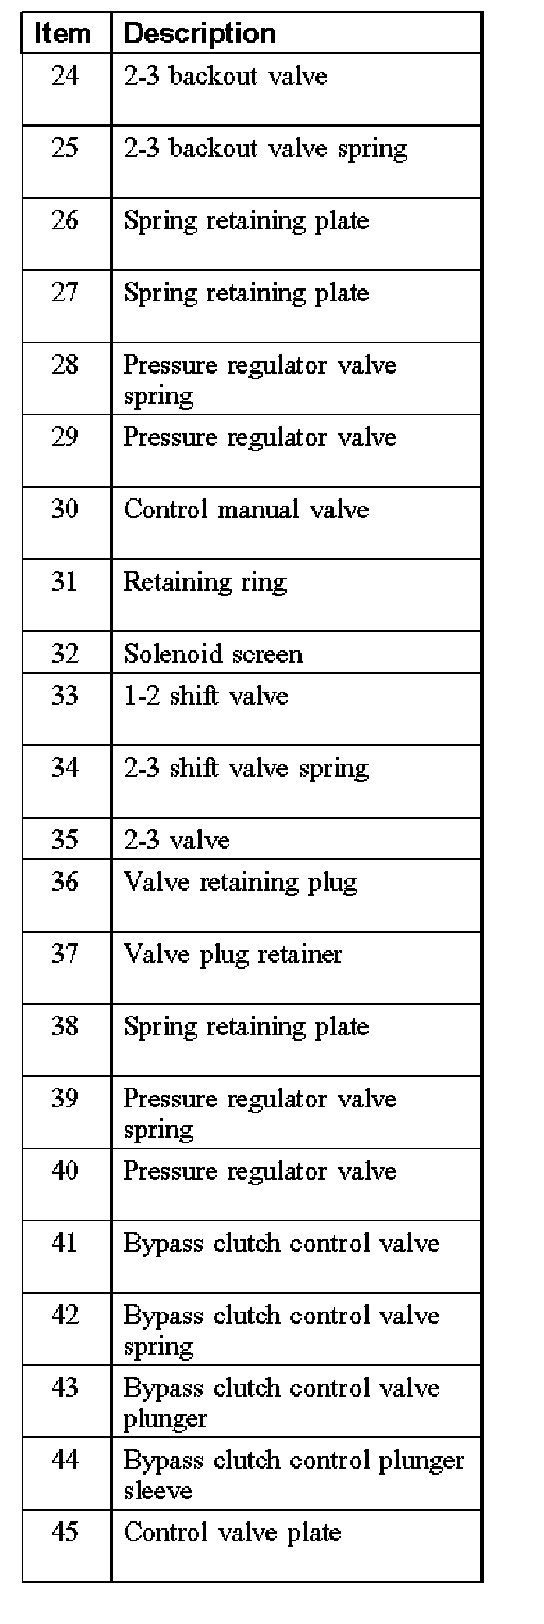 Item Description
24 2-3 backout valve
25 2-3 backout valve spring
26 Spring retaining plate
27 Spring retaining plate
28 Pressure regulator valve
spring
29 Pressure regulator valve
30 Control manual valve
31 Retaining ring
32 Solenoid screen
33 1-2 shift valve
34 2-3 shift valve spring
35 2-3 valve
36 Valve retaining plug
37 Valve plug retainer
38 Spring retaining plate
39 Pressure regulator valve
spring
40 Pressure regulator valve
41 Bypass clutch control valve
42 Bypass clutch control valve
spring
43 Bypass clutch control valve
plunger
44 Bypass clutch control plunger
sleeve
45 Control valve plate